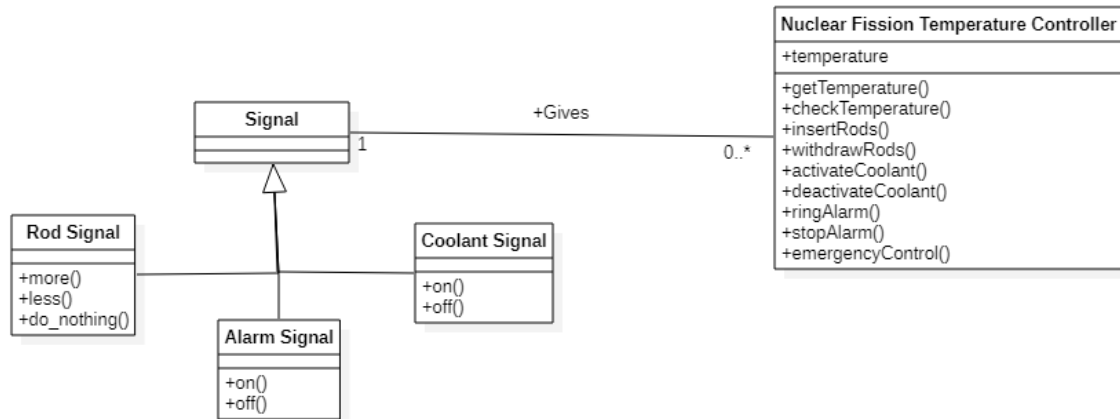 Nuclear Fission Temperature Controller
+temperature
+getTemperature()
+checkTemperature()
+insertRods()
+withdrawRods()
+activateCoolant()
+deactivateCoolant()
+ringAlarm()
+stopAlarm()
+emergencyControl()
Signal
+Gives
1
0..*
Rod Signal
+more()
+less()
+do_nothing()
Coolant Signal
+on()
+off()
Alarm Signal
+on()
+off()